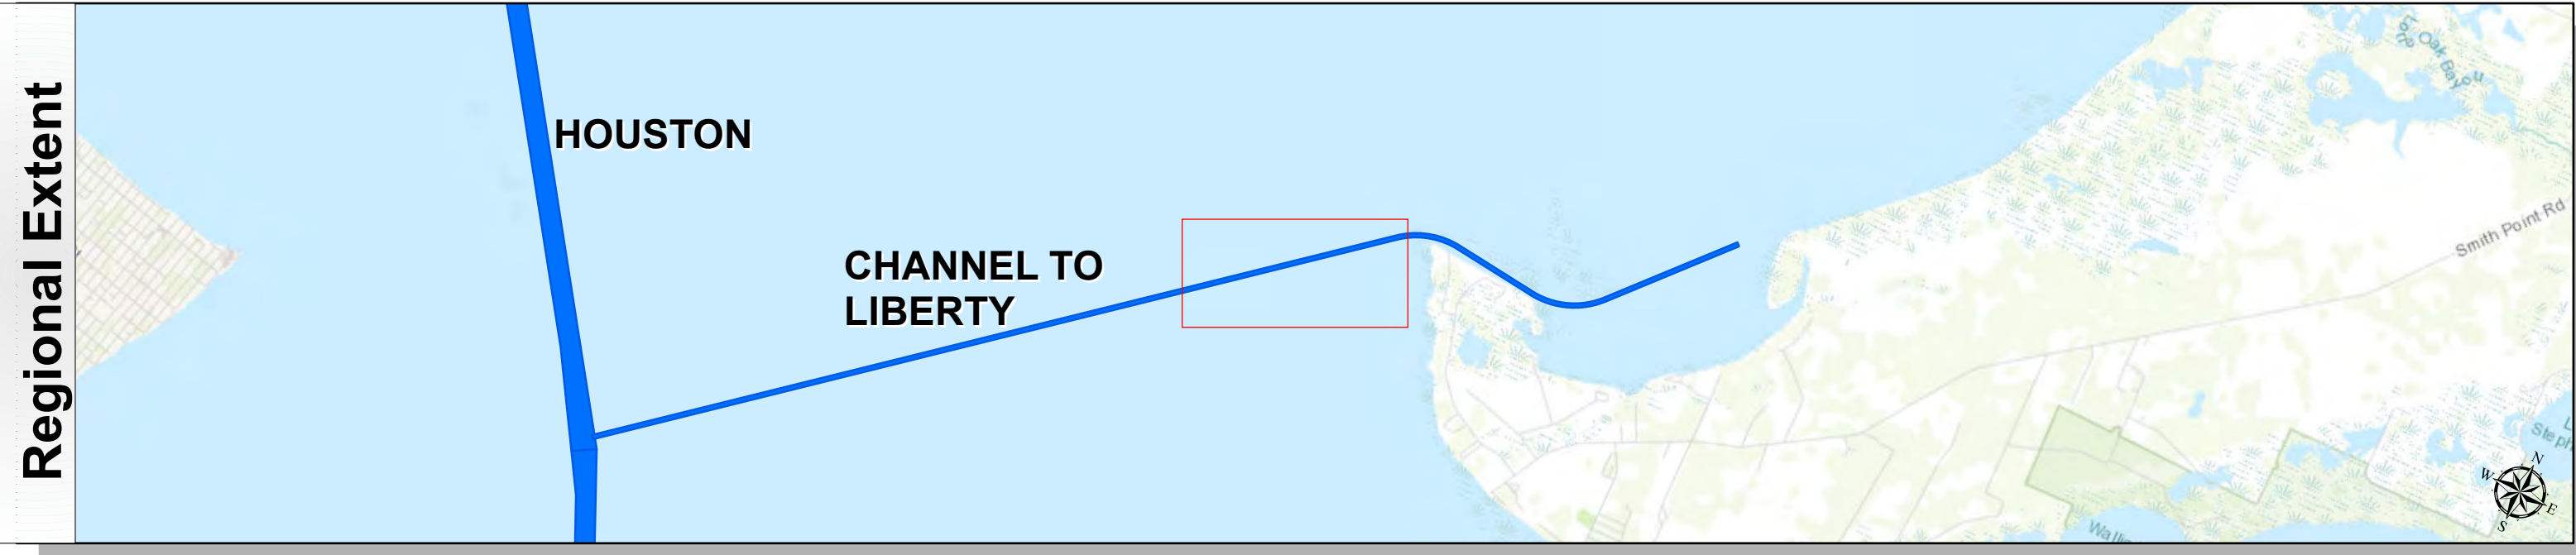 Regional Extent
HOUSTON
CHANNEL TO
LIBERTY
Oak Bayou
Smith Point Rd
N
W
E
S